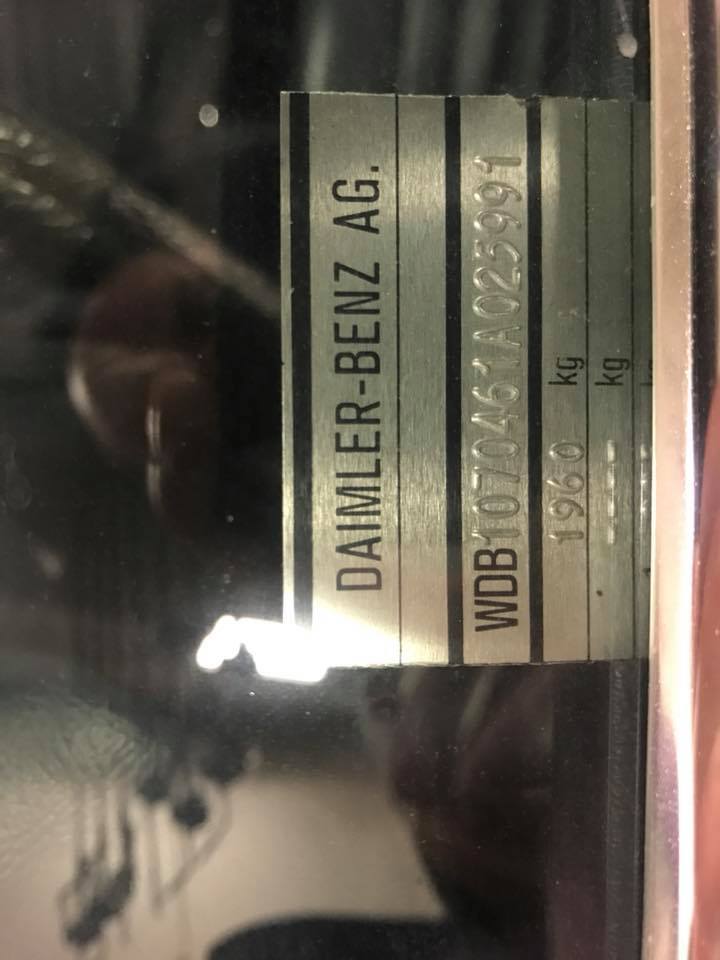 DAIMLER-BENZ AG.
WDB1070461A025991
1960 kg
---- kg